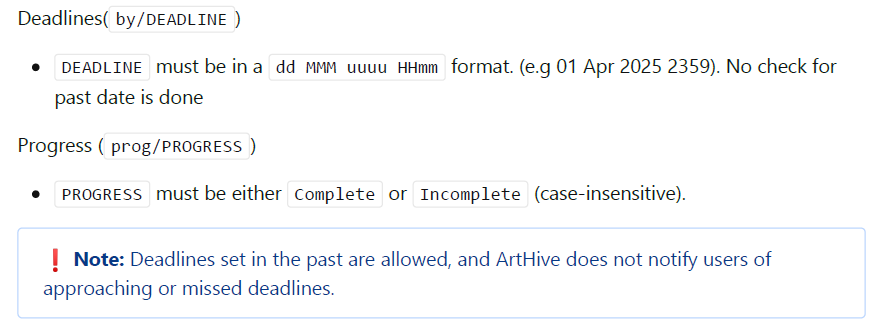 Deadlines( by/DEADLINE )
• DEADLINE must be in a dd MMM uuuu HHmm format. (e.g 01 Apr 2025 2359). No check for
past date is done
Progress ( prog/PROGRESS )
• PROGRESS must be either Complete or Incomplete (case-insensitive).
❗ Note: Deadlines set in the past are allowed, and ArtHive does not notify users of
approaching or missed deadlines.